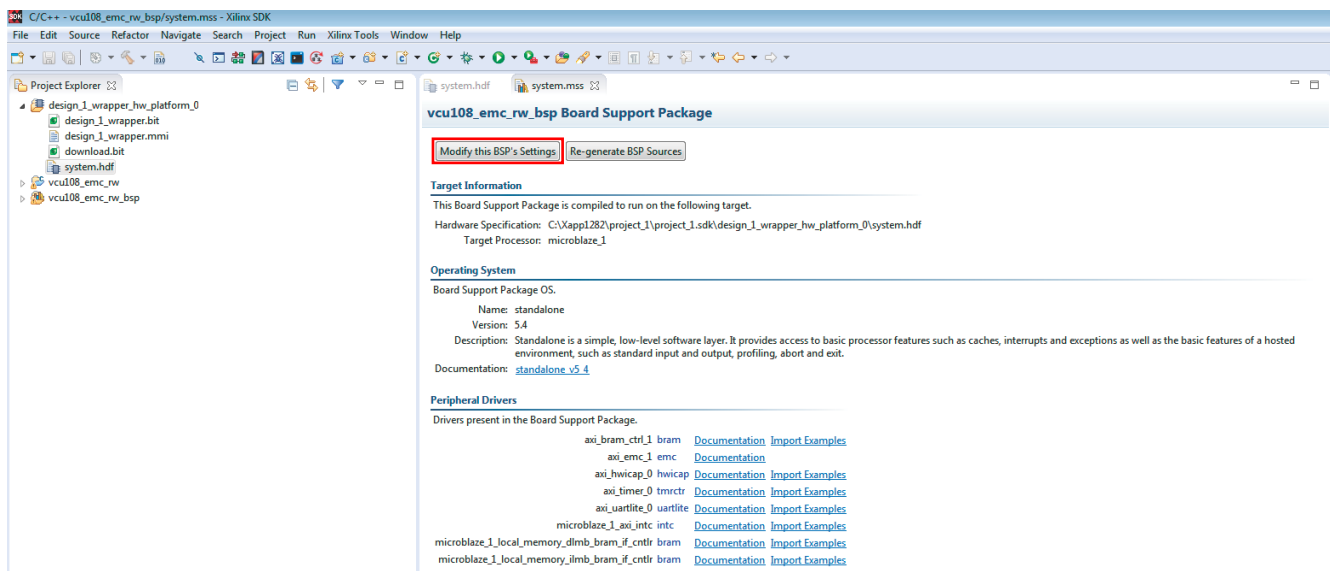 SDK C/C++ - vcu108_emc_rw_bsp/system.mss - Xilinx SDK
File Edit Source Refactor Navigate Search Project Run Xilinx Tools Window Help
Project Explorer
design_1_wrapper_hw_platform_0
design_1_wrapper.bit
design_1_wrapper.mmi
download.bit
system.hdf
vcu108_emc_rw
vcu108_emc_rw_bsp
system.hdf system.mss
vcu108_emc_rw_bsp Board Support Package
Modify this BSP's Settings Re-generate BSP Sources
Target Information
This Board Support Package is compiled to run on the following target.
Hardware Specification: C:\Xapp1282\project_1\project_1.sdk\design_1_wrapper_hw_platform_0\system.hdf
Target Processor: microblaze_1
Operating System
Board Support Package OS.
Name: standalone
Version: 5.4
Description: Standalone is a simple, low-level software layer. It provides access to basic processor features such as caches, interrupts and exceptions as well as the basic features of a hosted
environment, such as standard input and output, profiling, abort and exit.
Documentation: standalone_v5_4
Peripheral Drivers
Drivers present in the Board Support Package.
axi_bram_ctrl_1 bram Documentation Import Examples
axi_emc_1 emc Documentation
axi_hwicap_0 hwicap Documentation Import Examples
axi_timer_0 tmrctr Documentation Import Examples
axi_uartlite_0 uartlite Documentation Import Examples
microblaze_1_axi_intc intc Documentation Import Examples
microblaze_1_local_memory_dlmb_bram_if_cntlr bram Documentation Import Examples
microblaze_1_local_memory_ilmb_bram_if_cntlr bram Documentation Import Examples